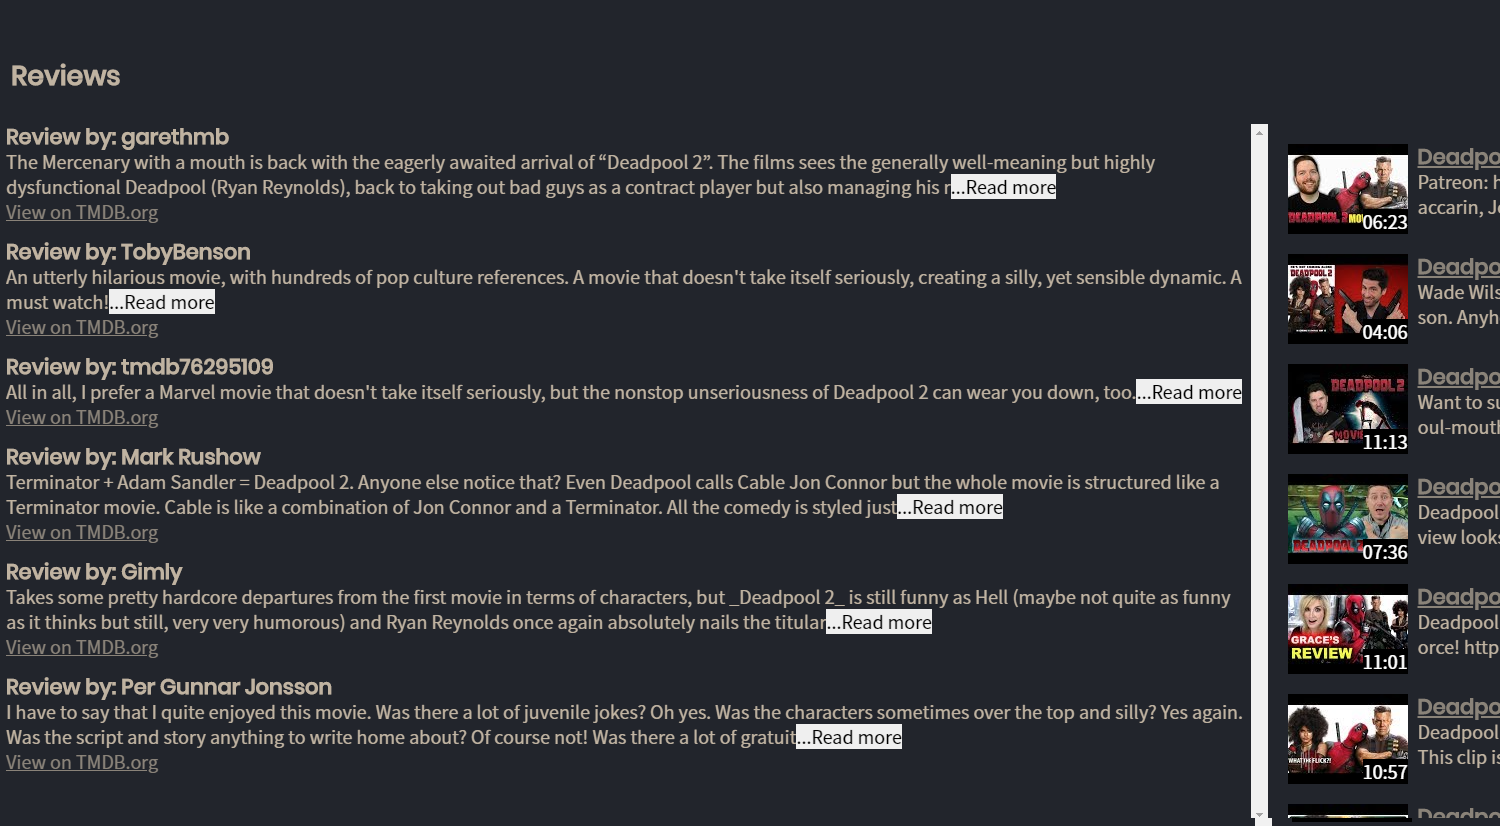 Reviews
Review by: garethmb
The Mercenary with a mouth is back with the eagerly awaited arrival of “Deadpool 2”. The films sees the generally well-meaning but highly
dysfunctional Deadpool (Ryan Reynolds), back to taking out bad guys as a contract player but also managing his r...Read more
View on TMDB.org
Review by: TobyBenson
An utterly hilarious movie, with hundreds of pop culture references. A movie that doesn't take itself seriously, creating a silly, yet sensible dynamic. A
must watch!...Read more
View on TMDB.org
Review by: tmdb76295109
All in all, I prefer a Marvel movie that doesn't take itself seriously, but the nonstop unseriousness of Deadpool 2 can wear you down, too....Read more
View on TMDB.org
Review by: Mark Rushow
Terminator + Adam Sandler = Deadpool 2. Anyone else notice that? Even Deadpool calls Cable Jon Connor but the whole movie is structured like a
Terminator movie. Cable is like a combination of Jon Connor and a Terminator. All the comedy is styled just...Read more
View on TMDB.org
Review by: Gimly
Takes some pretty hardcore departures from the first movie in terms of characters, but _Deadpool 2_ is still funny as Hell (maybe not quite as funny
as it thinks but still, very very humorous) and Ryan Reynolds once again absolutely nails the titular...Read more
View on TMDB.org
Review by: Per Gunnar Jonsson
I have to say that I quite enjoyed this movie. Was there a lot of juvenile jokes? Oh yes. Was the characters sometimes over the top and silly? Yes again.
Was the script and story anything to write home about? Of course not! Was there a lot of gratuit...Read more
View on TMDB.org
DEADPOOL 2 MO
06:23
Deadpo
Patreon: h
accarin, Je
DEADPOOL 2
04:06
Deadpo
Wade Wils
son. Anyh
DEADPOOL 2
MOVI
11:13
Deadpo
Want to su
oul-mouth
DEADPOOL 2
07:36
Deadpo
Deadpool
view looks
GRACE'S
REVIEW
11:01
Deadpo
Deadpool
orce! http
WHAT THE FLICK?!
10:57
Deadpo
Deadpool
This clip is
Deadpo